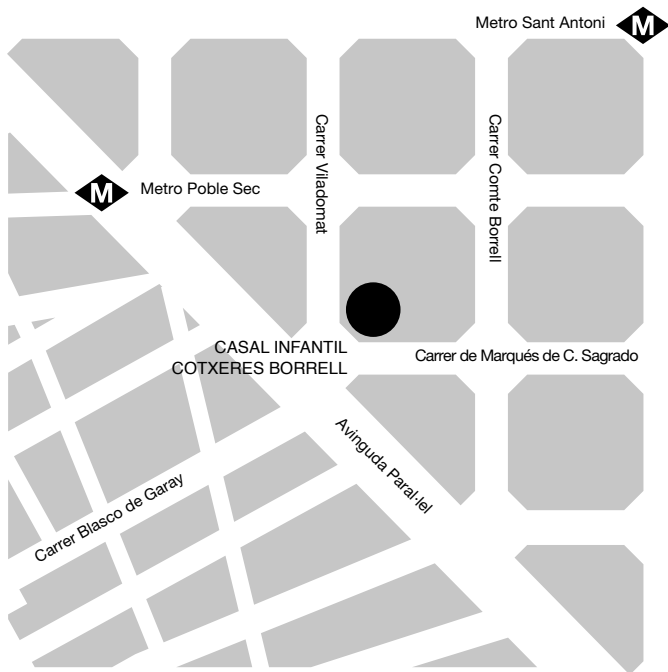 Metro Sant Antoni
M
Carrer Viladomat
Carrer Comte Borrell
M
Metro Poble Sec
CASAL INFANTIL
COTXERES BORRELL
Carrer de Marqués de C. Sagrado
Avinguda Paral·lel
Carrer Blasco de Garay